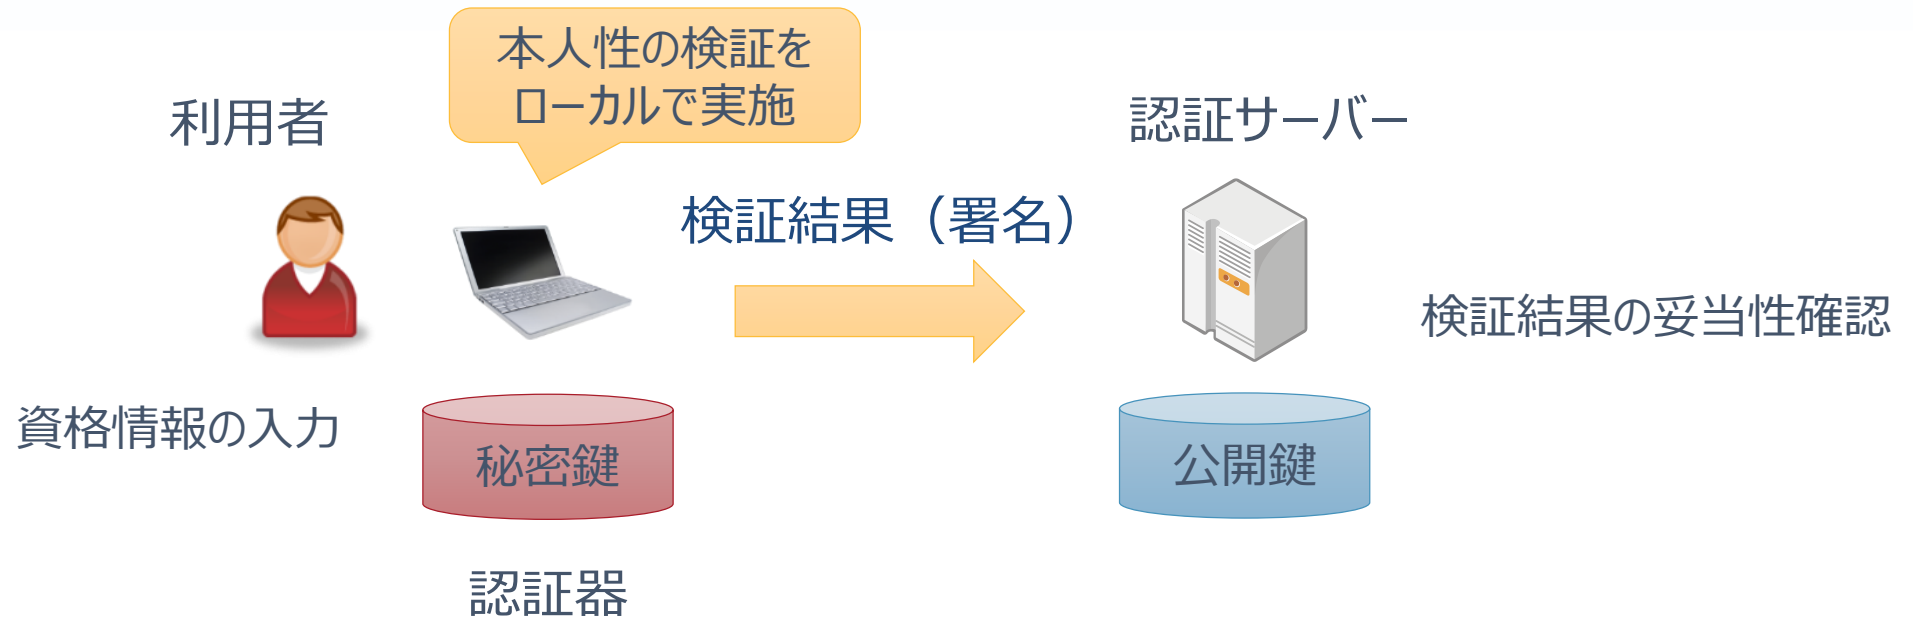 本人性の検証を
ローカルで実施
利用者
認証サーバー
検証結果（署名）
検証結果の妥当性確認
資格情報の入力
秘密鍵
公開鍵
認証器